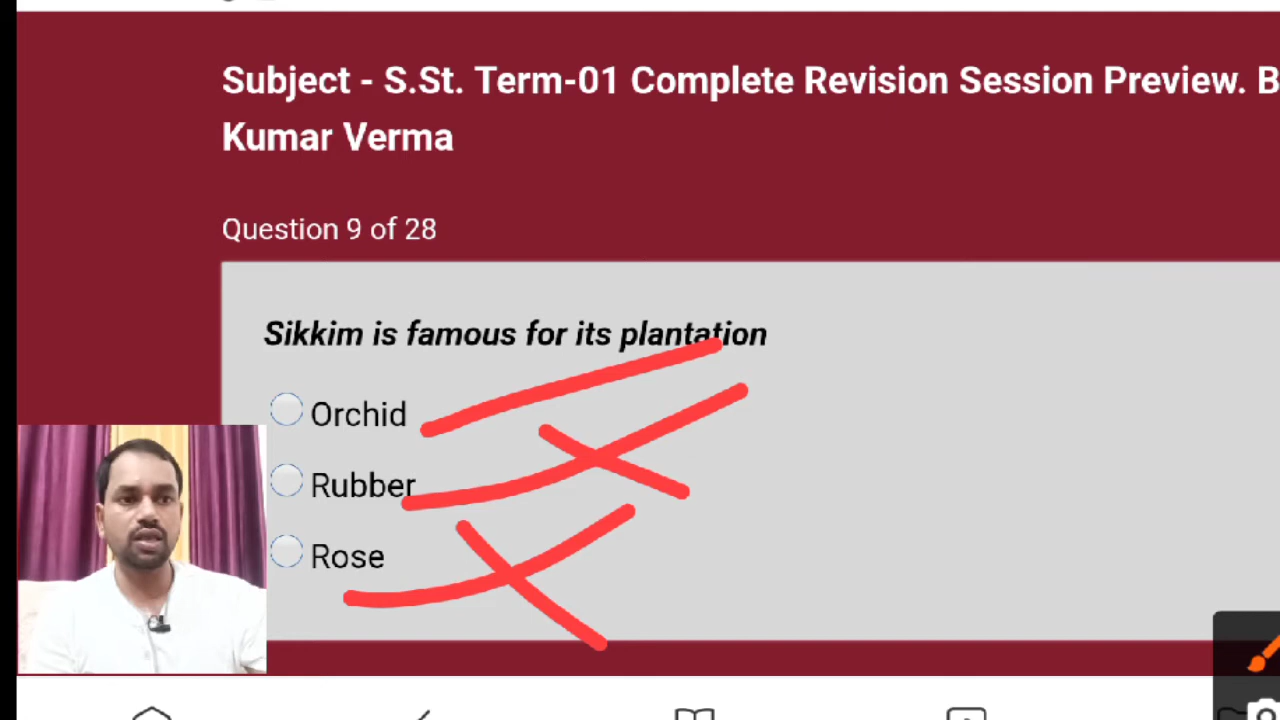 Subject - S.St. Term-01 Complete Revision Session Preview. B
Kumar Verma
Question 9 of 28
Sikkim is famous for its plantation
Orchid
Rubber
Rose